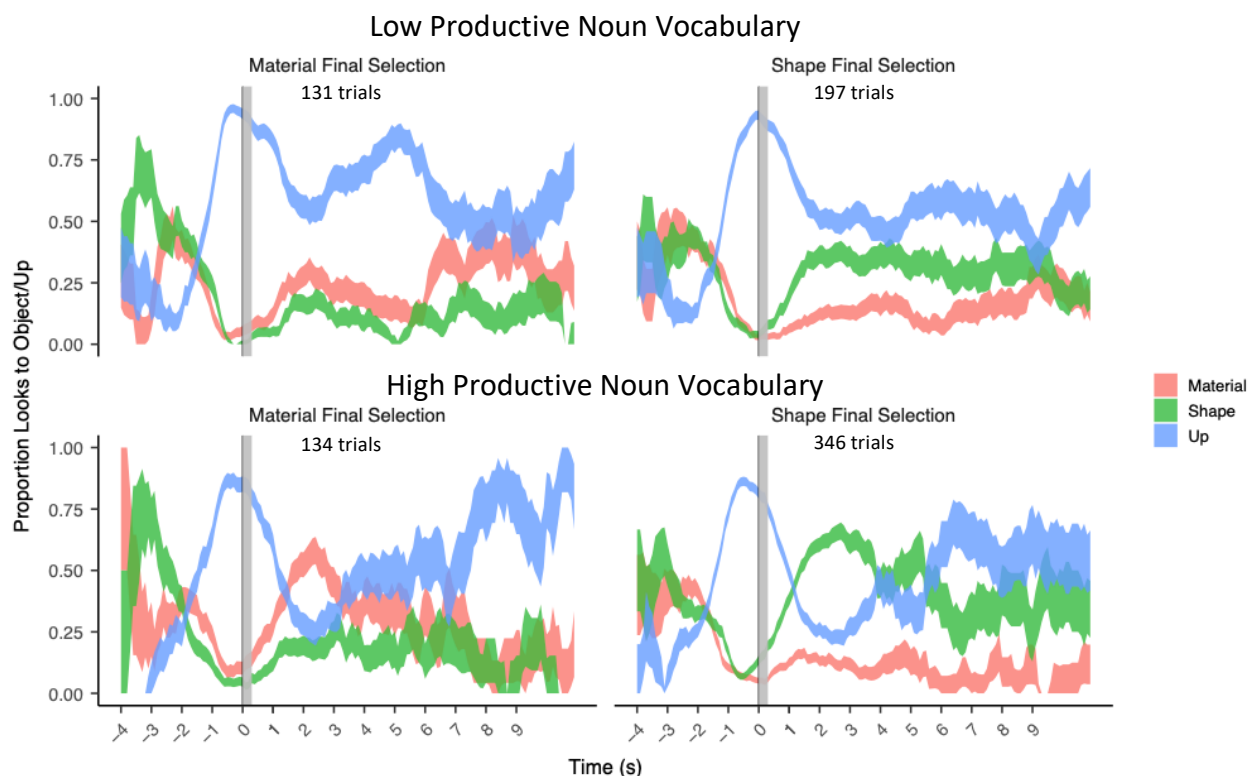 Low Productive Noun Vocabulary
Material Final Selection
131 trials
Shape Final Selection
197 trials
1.00
0.75
0.50
0.25
0.00
High Productive Noun Vocabulary
Material Final Selection
134 trials
Shape Final Selection
346 trials
1.00
0.75
0.50
0.25
0.00
Proportion Looks to Object/Up
Material
Shape
Up
-4 -3 -2 -1 0 1 2 3 4 5 6 7 8 9
-4 -3 -2 -1 0 1 2 3 4 5 6 7 8 9
Time (s)